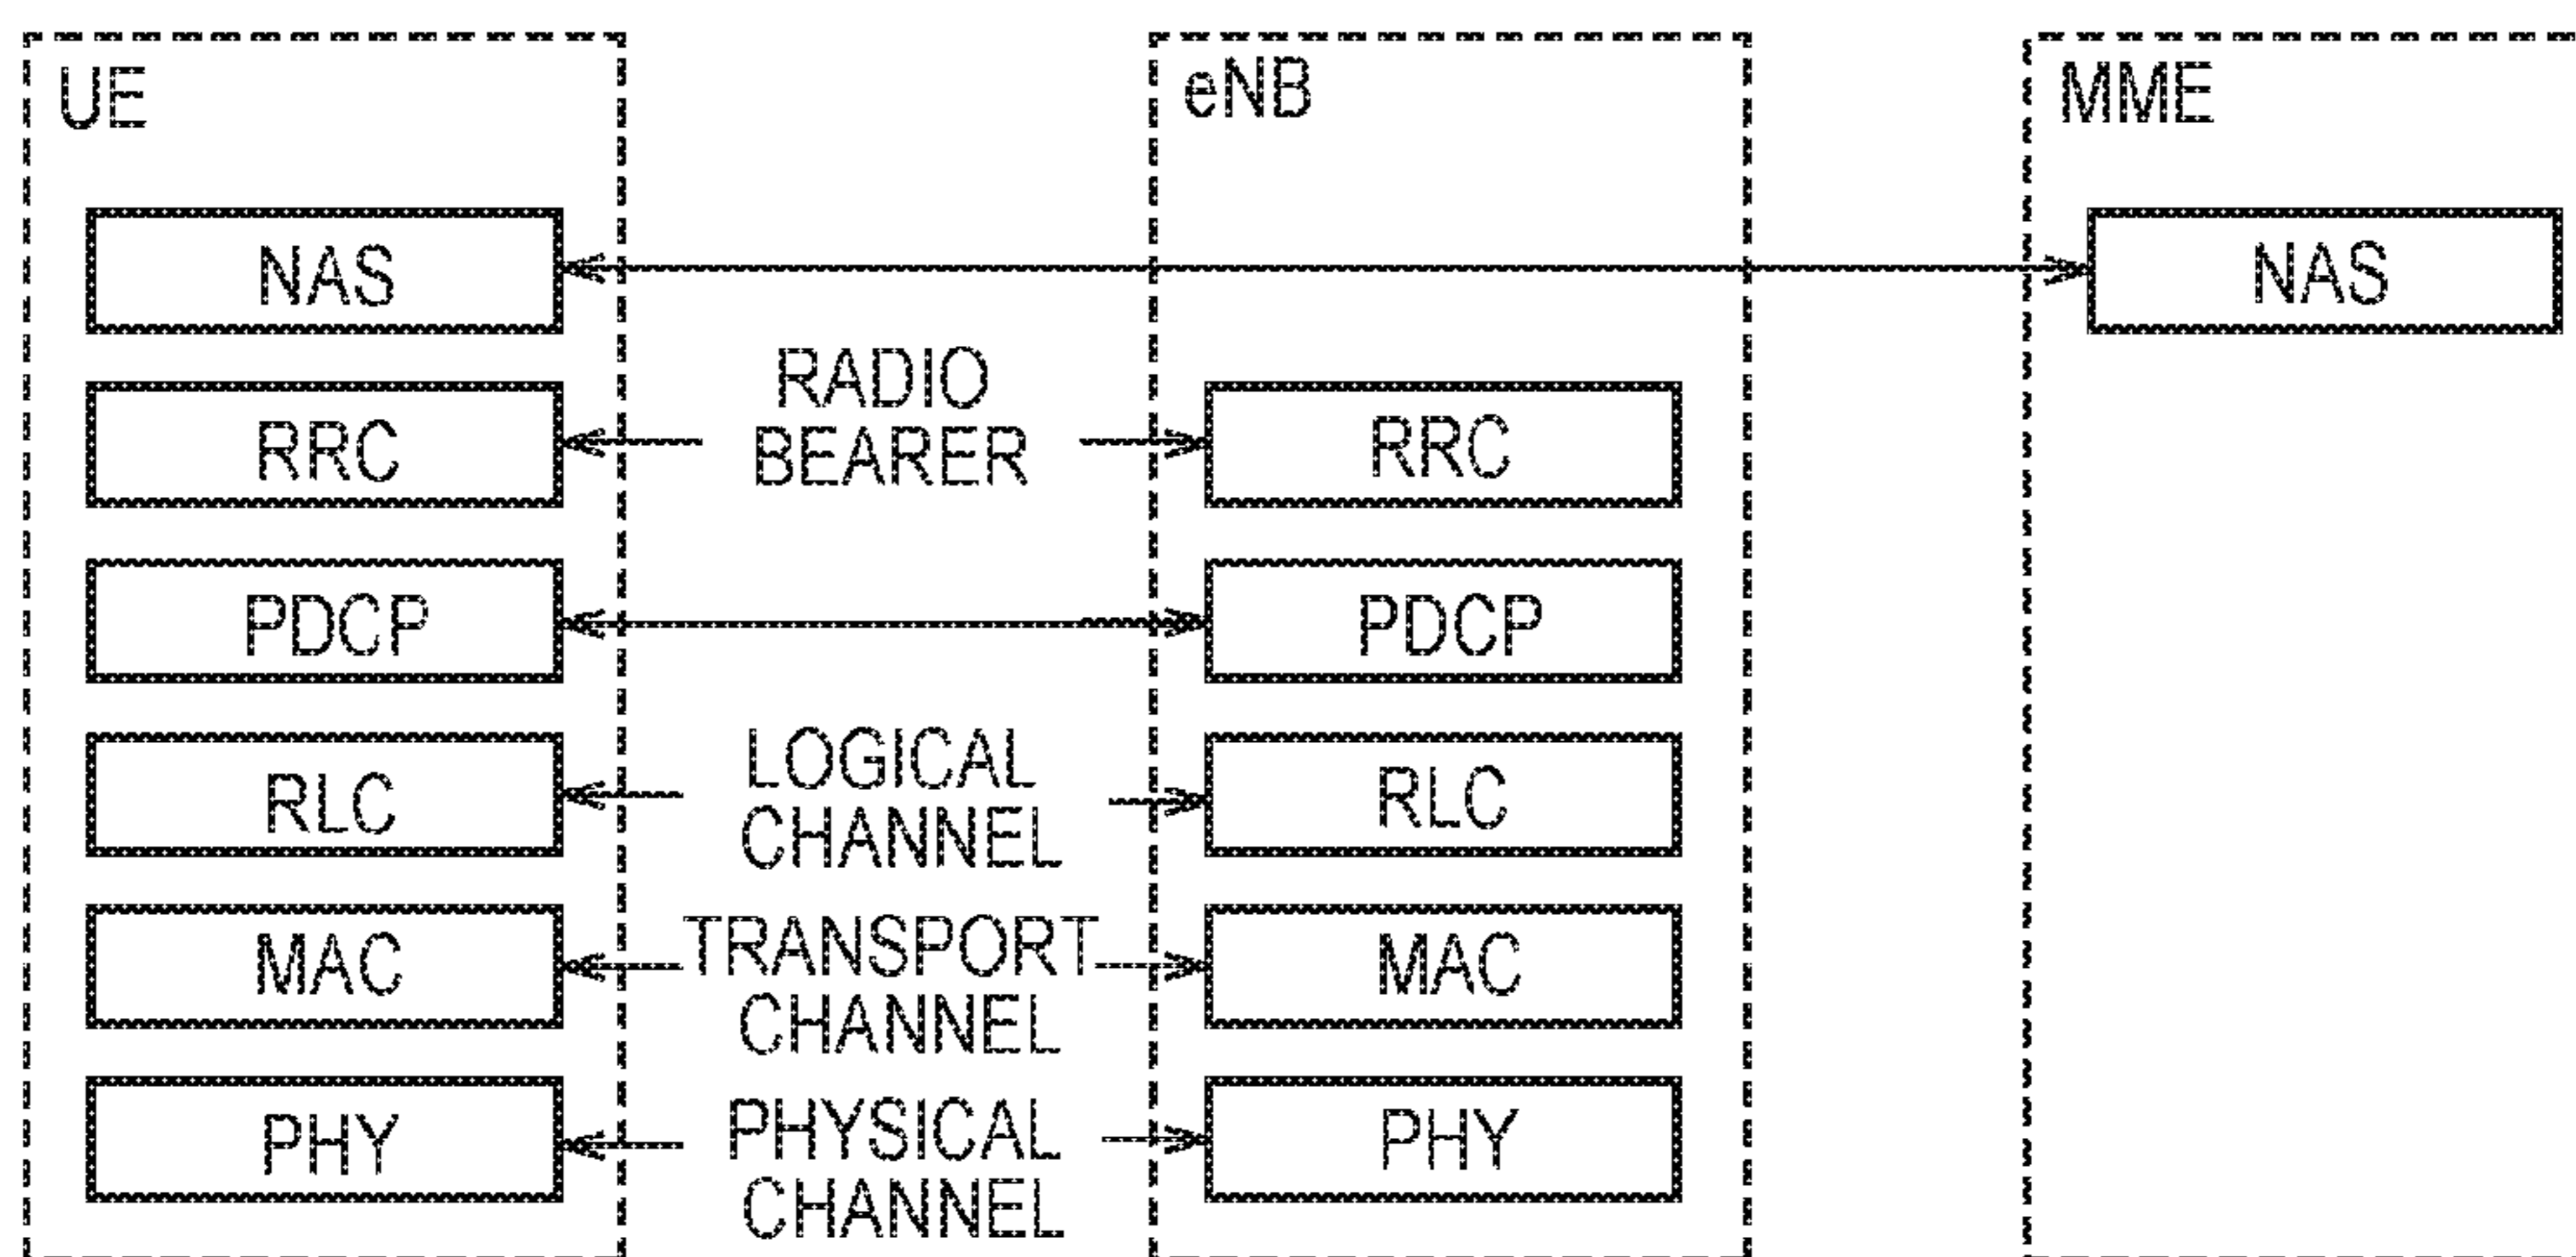 UE
eNB
MME
NAS
NAS
RRC
RADIO
BEARER
RRC
PDCP
PDCP
RLC
LOGICAL
CHANNEL
RLC
MAC
TRANSPORT
CHANNEL
MAC
PHY
PHYSICAL
CHANNEL
PHY